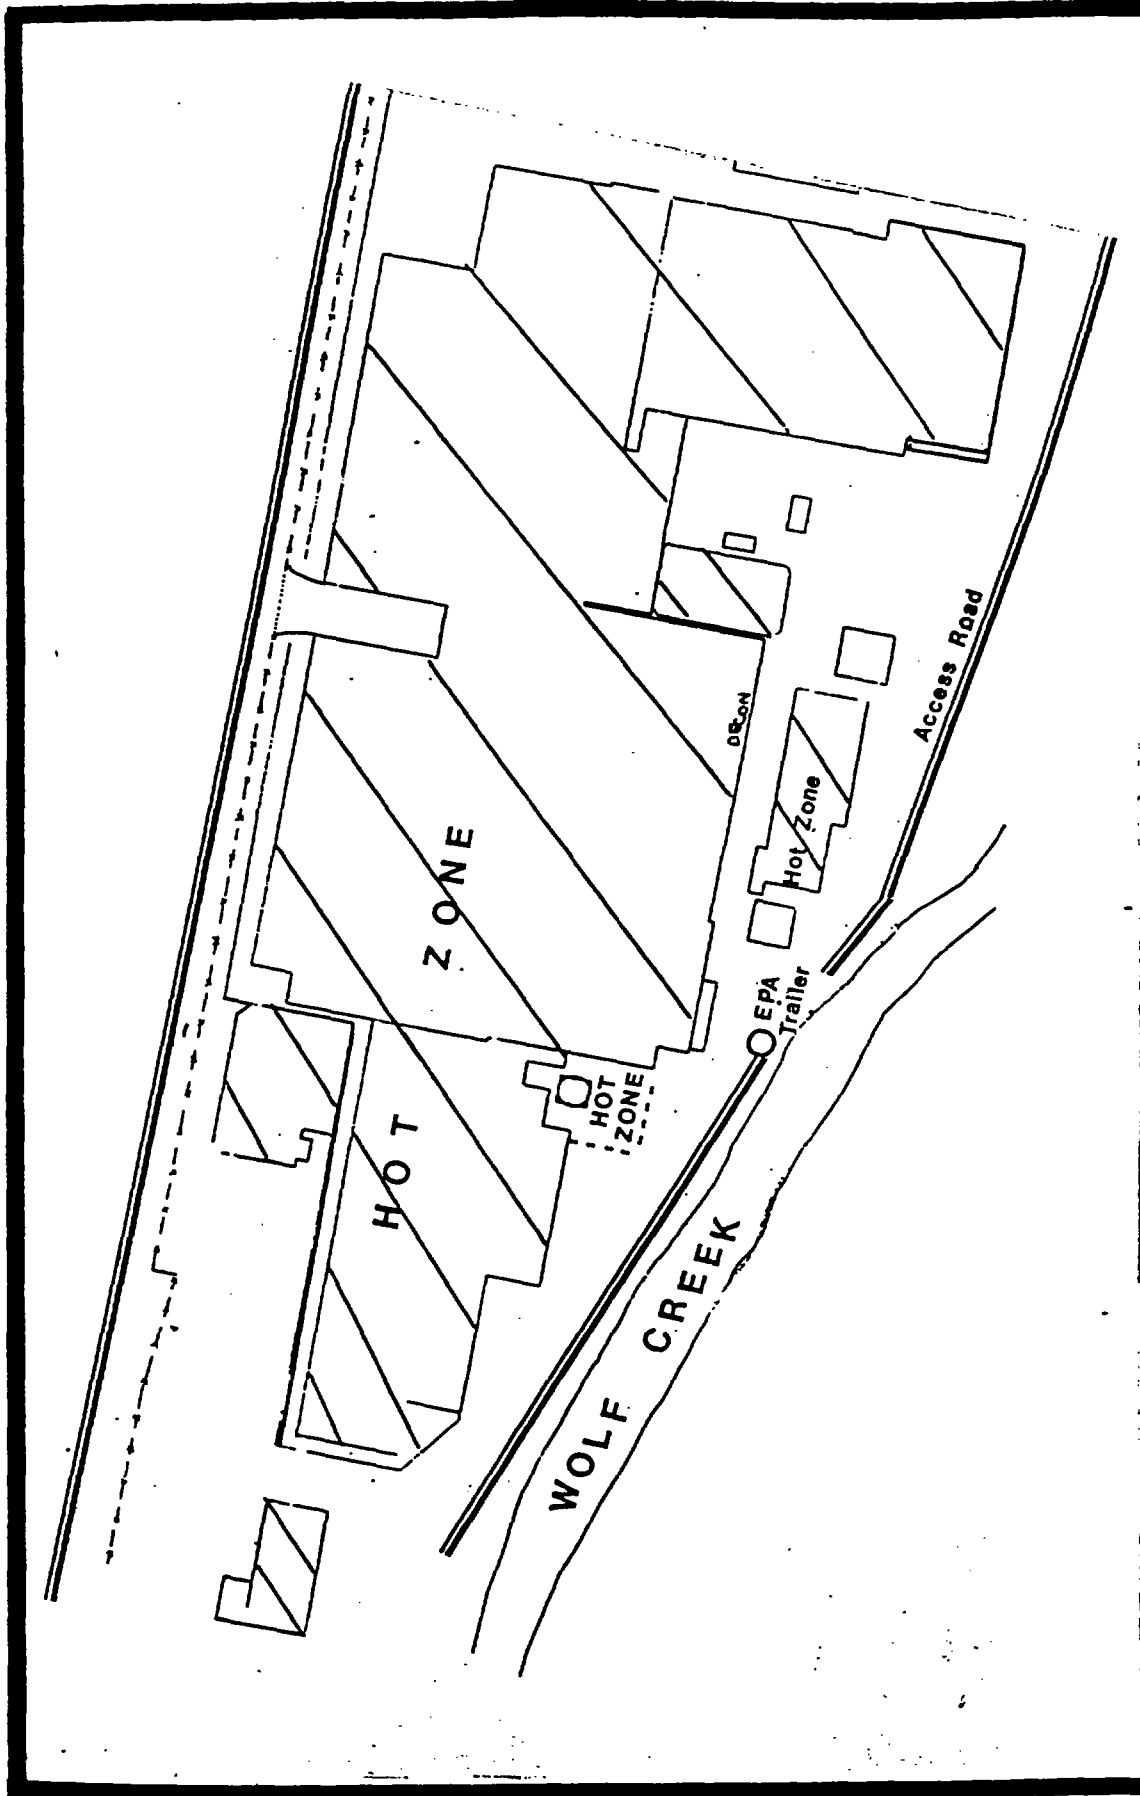 HOT ZONE
DECON
Hot Zone
Access Road
EPA
Trailer
HOT
ZONE
WOLF CREEK